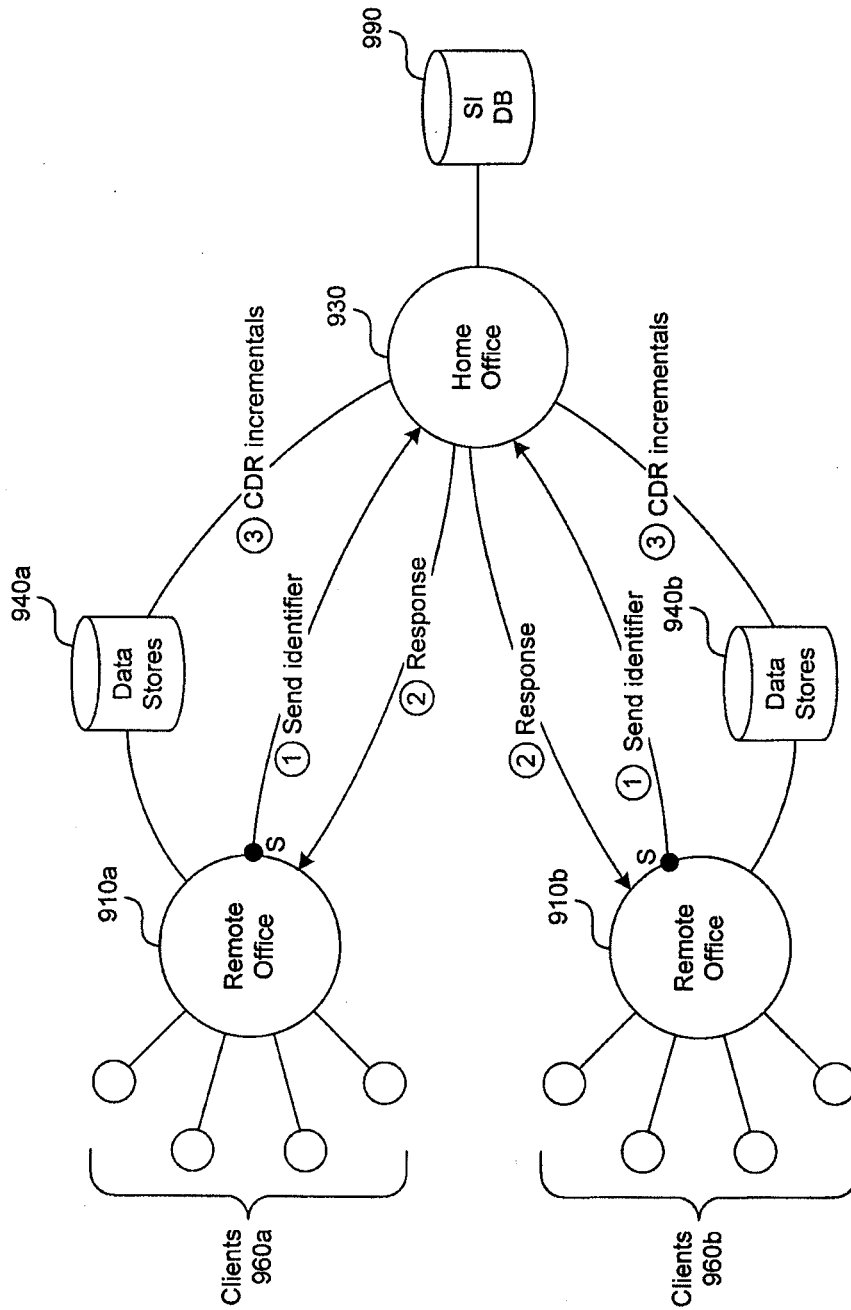 Clients
960a
910a
Remote
Office
S
940a
Data
Stores
① Send identifier
② Response
③ CDR incrementals
930
Home
Office
990
SI
DB
Clients
960b
910b
Remote
Office
S
② Response
① Send identifier
940b
Data
Stores
③ CDR incrementals